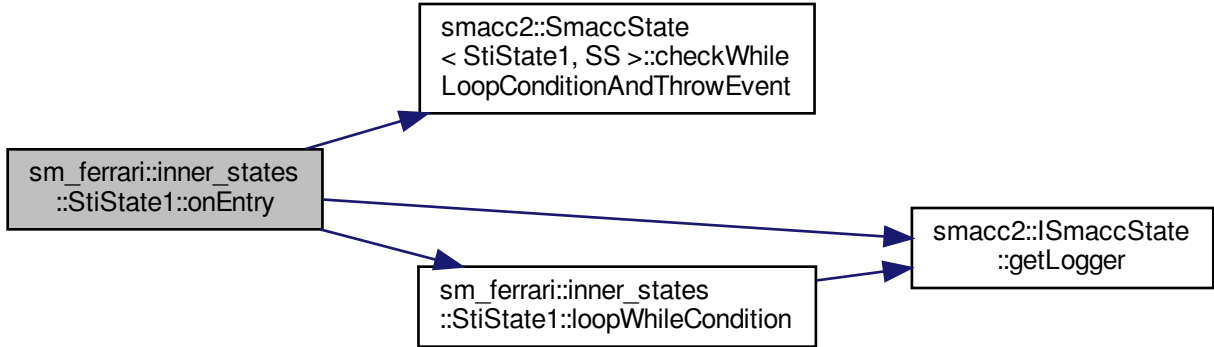 smacc2::SmaccState
< StiState1, SS >::checkWhile
LoopConditionAndThrowEvent
sm_ferrari::inner_states
::StiState1::onEntry
smacc2::ISmaccState
::getLogger
sm_ferrari::inner_states
::StiState1::loopWhileCondition